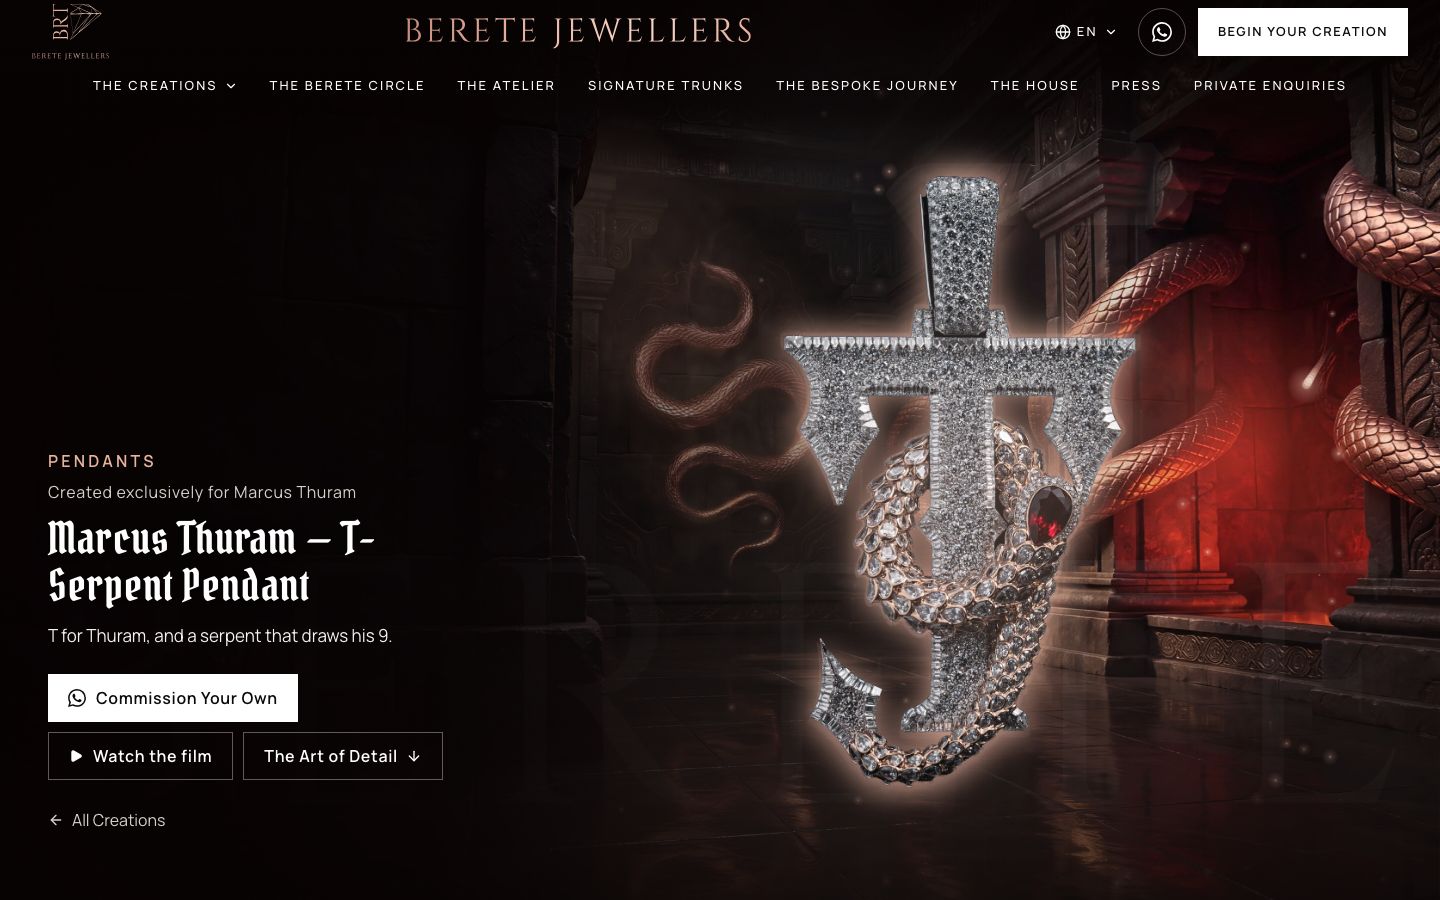 BRT
BERETE JEWELLERS
BERETE JEWELLERS
EN
BEGIN YOUR CREATION
THE CREATIONS
THE BERETE CIRCLE
THE ATELIER
SIGNATURE TRUNKS
THE BESPOKE JOURNEY
THE HOUSE
PRESS
PRIVATE ENQUIRIES
PENDANTS
Created exclusively for Marcus Thuram
Marcus Thuram — T-
Serpent Pendant
T for Thuram, and a serpent that draws his 9.
Commission Your Own
Watch the film
The Art of Detail
All Creations